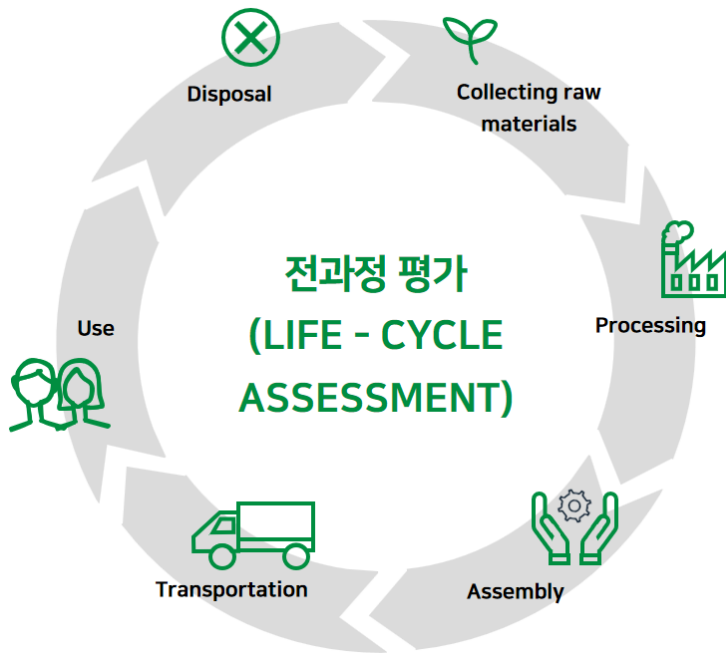 Disposal
Collecting raw
materials
전과정 평가
(LIFE - CYCLE
ASSESSMENT)
Use
Processing
Transportation
Assembly